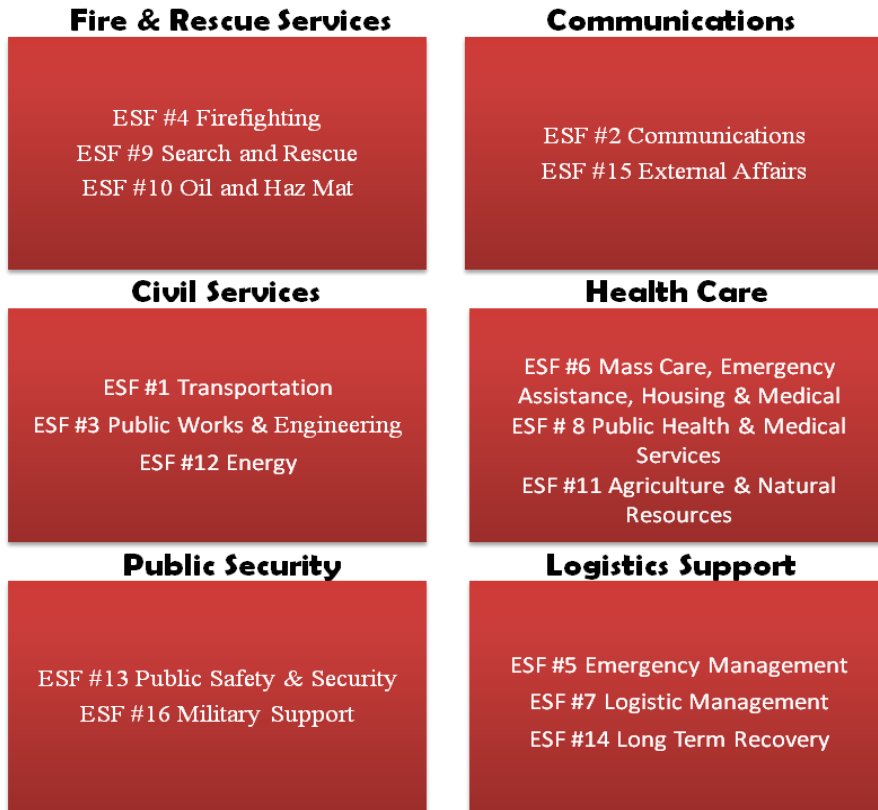 Fire & Rescue Services
ESF #4 Firefighting
ESF #9 Search and Rescue
ESF #10 Oil and Haz Mat
Communications
ESF #2 Communications
ESF #15 External Affairs
Civil Services
ESF #1 Transportation
ESF #3 Public Works & Engineering
ESF #12 Energy
Health Care
ESF #6 Mass Care, Emergency
Assistance, Housing & Medical
ESF # 8 Public Health & Medical
Services
ESF #11 Agriculture & Natural
Resources
Public Security
ESF #13 Public Safety & Security
ESF #16 Military Support
Logistics Support
ESF #5 Emergency Management
ESF #7 Logistic Management
ESF #14 Long Term Recovery